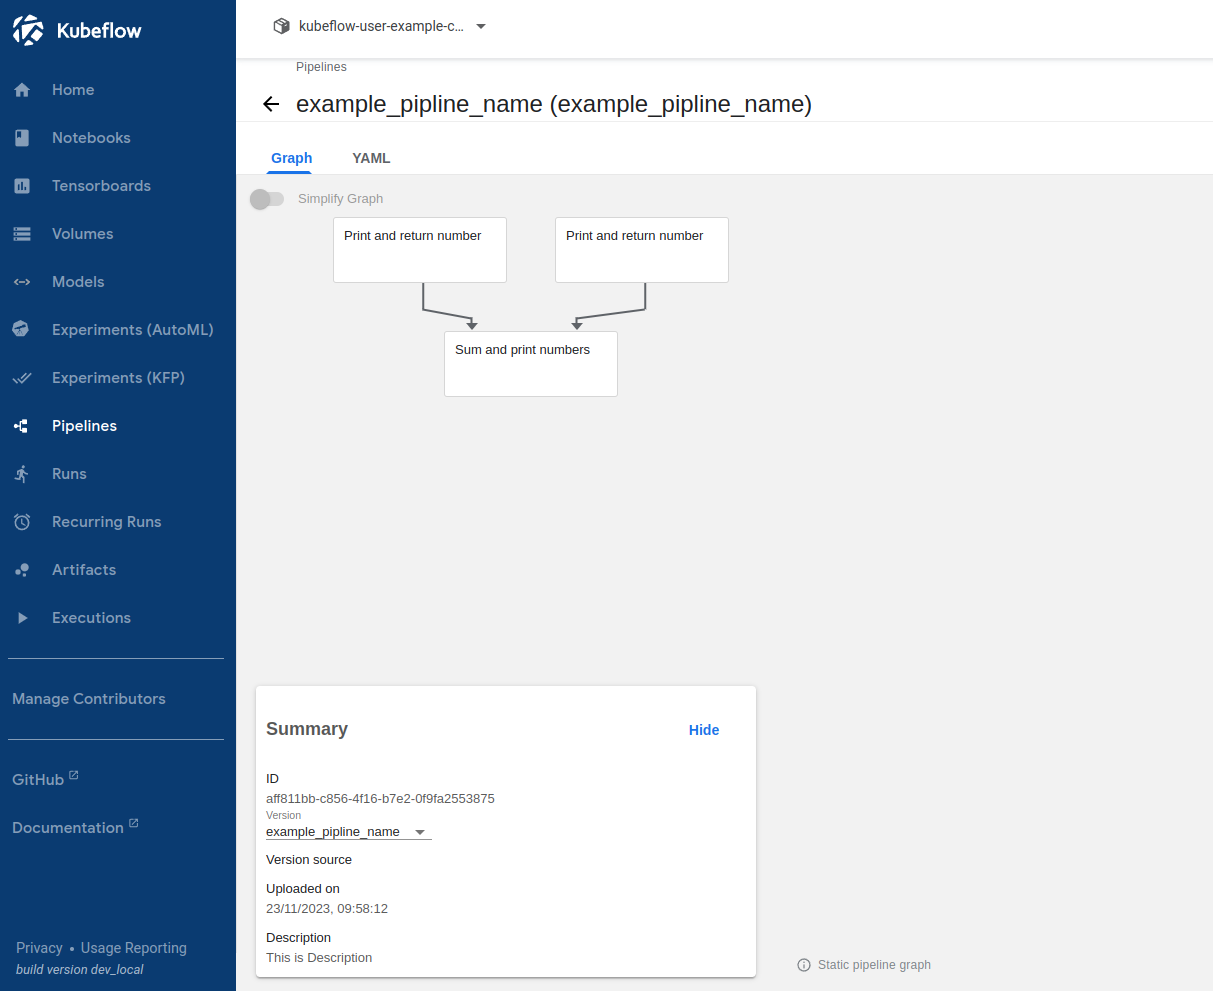 Kubeflow
kubeflow-user-example-c...
Home
Notebooks
Tensorboards
Volumes
Models
Experiments (AutoML)
Experiments (KFP)
Pipelines
Runs
Recurring Runs
Artifacts
Executions
Manage Contributors
GitHub
Documentation
Privacy • Usage Reporting
build version dev_local
Pipelines
example_pipline_name (example_pipline_name)
Graph YAML
Simplify Graph
Print and return number
Print and return number
Sum and print numbers
Summary Hide
ID
aff811bb-c856-4f16-b7e2-0f9fa2553875
Version
example_pipline_name
Version source
Uploaded on
23/11/2023, 09:58:12
Description
This is Description
Static pipeline graph